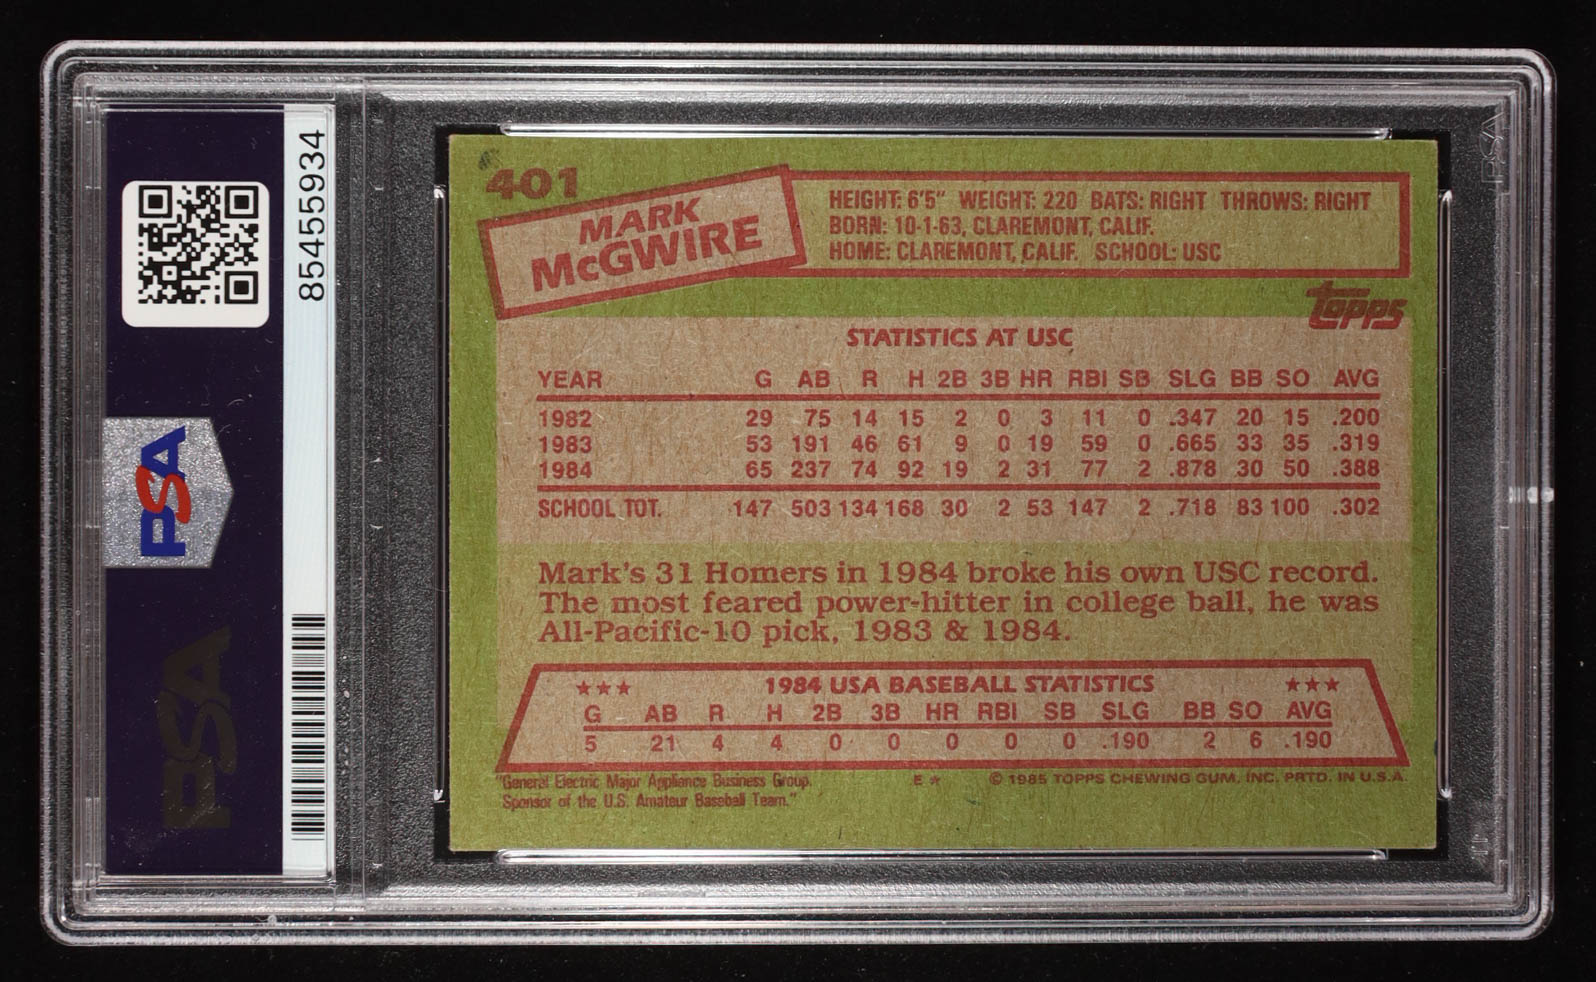 401
MARK
McGWIRE
HEIGHT: 6'5" WEIGHT: 220 BATS: RIGHT THROWS: RIGHT
BORN: 10-1-63, CLAREMONT, CALIF.
HOME: CLAREMONT, CALIF. SCHOOL: USC
topps
STATISTICS AT USC
YEAR G AB R H 2B 3B HR RBI SB SLG BB SO AVG
1982 29 75 14 15 2 0 3 11 0 .347 20 15 .200
1983 53 191 46 61 9 0 19 59 0 .665 33 35 .319
1984 65 237 74 92 19 2 31 77 2 .878 30 50 .388
SCHOOL TOT. 147 503 134 168 30 2 53 147 2 .718 83 100 .302
Mark's 31 Homers in 1984 broke his own USC record.
The most feared power-hitter in college ball, he was
All-Pacific-10 pick, 1983 & 1984.
1984 USA BASEBALL STATISTICS
G AB R H 2B 3B HR RBI SB SLG BB SO AVG
5 21 4 4 0 0 0 0 0 .190 2 6 .190
"General Electric Major Appliance Business Group.
Sponsor of the U.S. Amateur Baseball Team."
E * © 1985 TOPPS CHEWING GUM, INC. PRTD. IN U.S.A.
85455934
PSA
PSA
PSA